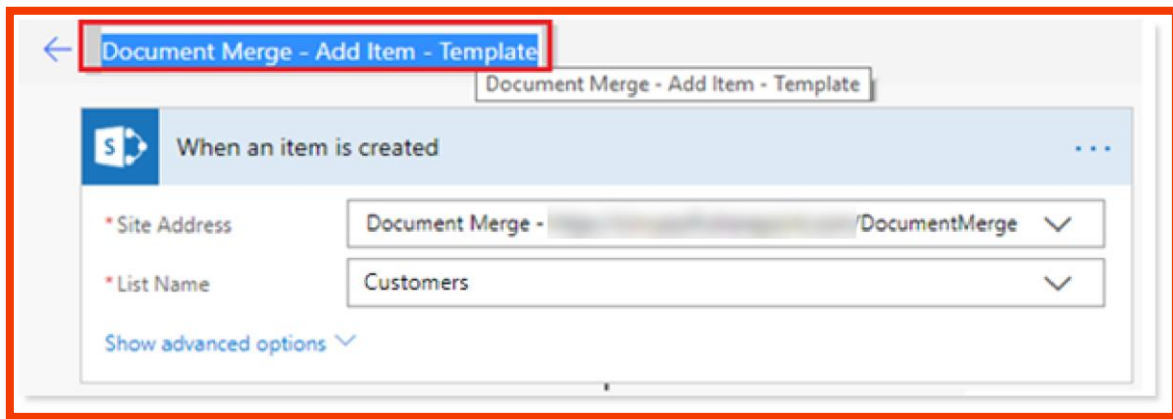 Document Merge - Add Item - Template
Document Merge - Add Item - Template
S
When an item is created
* Site Address
Document Merge - /DocumentMerge
* List Name
Customers
Show advanced options